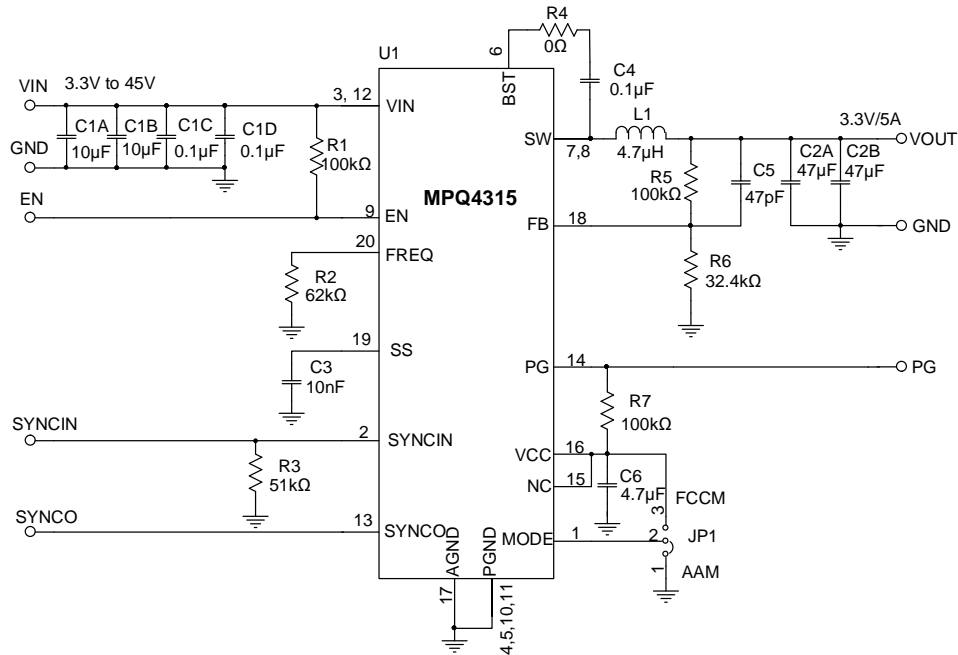 R4
0Ω
6
U1
C4
0.1µF
BST
VIN
3.3V to 45V
3, 12
VIN
C1A
10µF
C1B
10µF
C1C
0.1µF
C1D
0.1µF
R1
100kΩ
GND
SW
7,8
L1
4.7µH
3.3V/5A
VOUT
MPQ4315
R5
100kΩ
C5
47pF
C2A
47µF
C2B
47µF
EN
9
EN
FB
18
GND
20
FREQ
R2
62kΩ
R6
32.4kΩ
19
SS
C3
10nF
PG
14
PG
R7
100kΩ
SYNCIN
2
SYNCIN
R3
51kΩ
VCC
16
NC
15
C6
4.7µF
FCCM
3
SYNCO
13
SYNCO
MODE
1
2
JP1
1
AAM
AGND
PGND
17
4,5,10,11